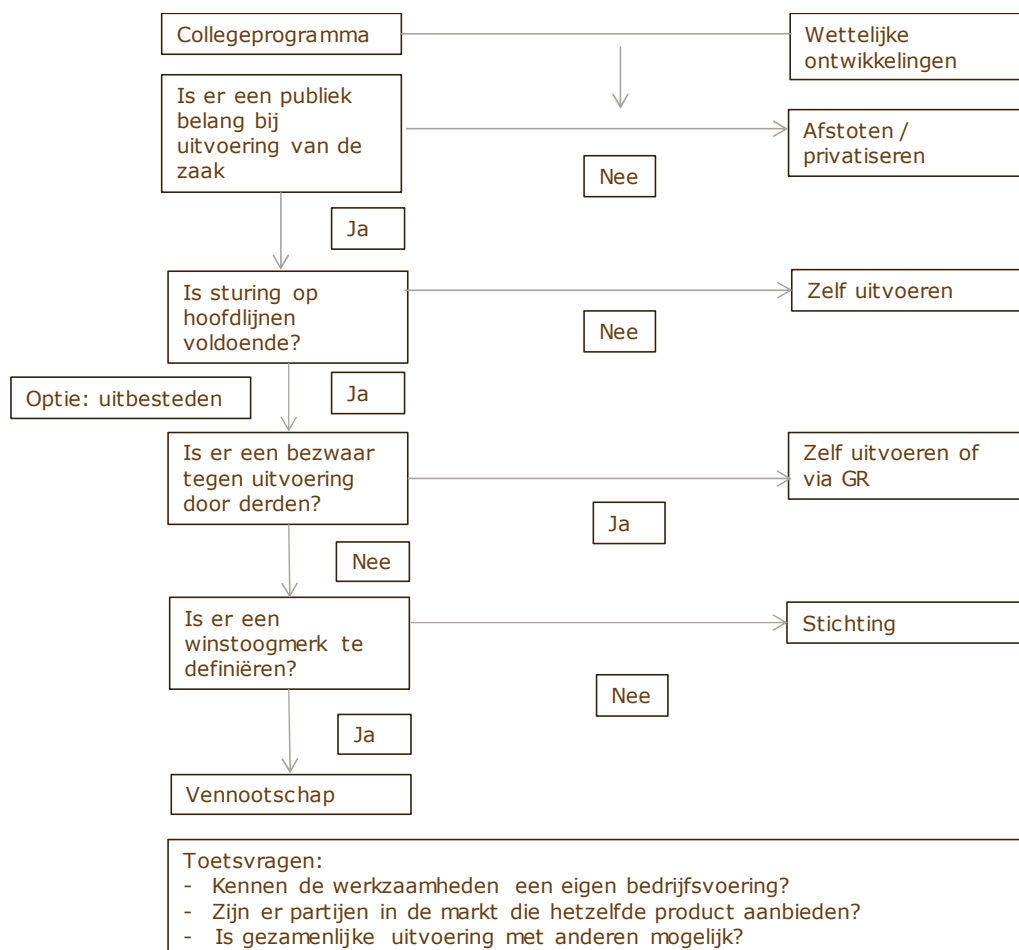 Collegeprogramma
Wettelijke
ontwikkelingen
Is er een publiek
belang bij
uitvoering van de
zaak
Afstoten /
privatiseren
Nee
Ja
Is sturing op
hoofdlijnen
voldoende?
Zelf uitvoeren
Nee
Ja
Optie: uitbesteden
Is er een bezwaar
tegen uitvoering
door derden?
Zelf uitvoeren of
via GR
Ja
Nee
Is er een
winstoogmerk te
definiëren?
Stichting
Nee
Ja
Vennootschap
Toetsvragen:
- Kennen de werkzaamheden een eigen bedrijfsvoering?
- Zijn er partijen in de markt die hetzelfde product aanbieden?
- Is gezamenlijke uitvoering met anderen mogelijk?